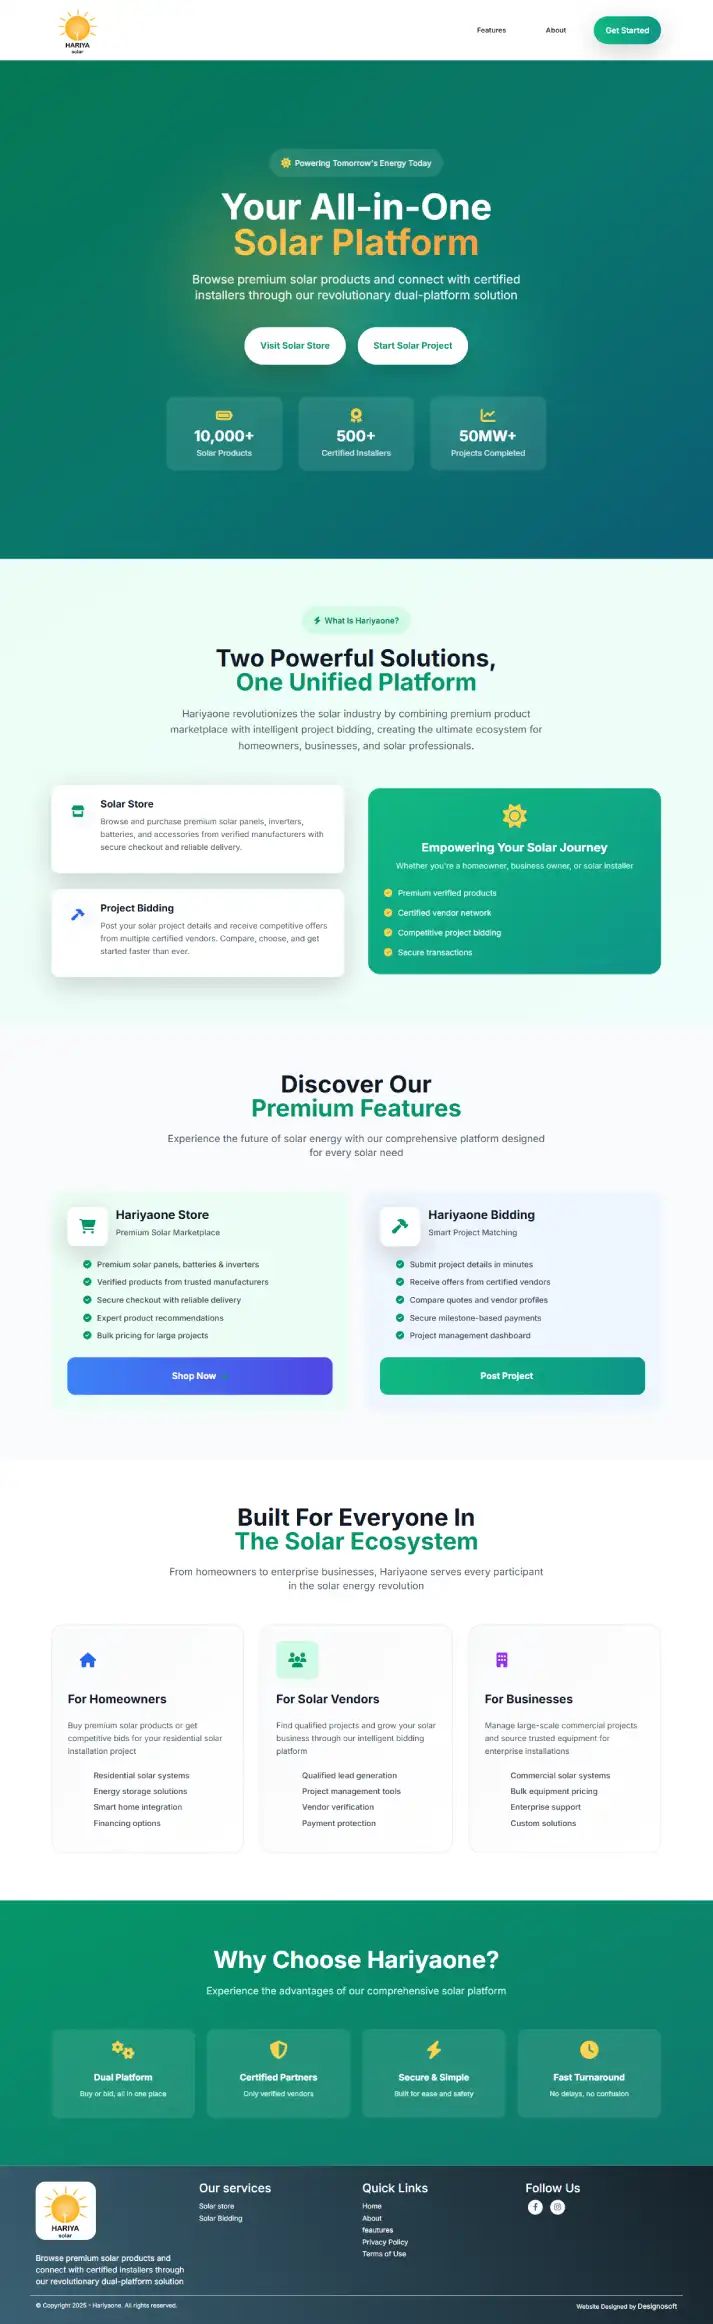 HARIYA
solar
Features
About
Get Started
Powering Tomorrow's Energy Today
Your All-in-One
Solar Platform
Browse premium solar products and connect with certified
installers through our revolutionary dual-platform solution
Visit Solar Store
Start Solar Project
10,000+
Solar Products
500+
Certified Installers
50MW+
Projects Completed
What Is Hariyaone?
Two Powerful Solutions,
One Unified Platform
Hariyaone revolutionizes the solar industry by combining premium product
marketplace with intelligent project bidding, creating the ultimate ecosystem for
homeowners, businesses, and solar professionals.
Solar Store
Browse and purchase premium solar panels, inverters,
batteries, and accessories from verified manufacturers with
secure checkout and reliable delivery.
Project Bidding
Post your solar project details and receive competitive offers
from multiple certified vendors. Compare, choose, and get
started faster than ever.
Empowering Your Solar Journey
Whether you're a homeowner, business owner, or solar installer
Premium verified products
Certified vendor network
Competitive project bidding
Secure transactions
Discover Our
Premium Features
Experience the future of solar energy with our comprehensive platform designed
for every solar need
Hariyaone Store
Premium Solar Marketplace
Premium solar panels, batteries & inverters
Verified products from trusted manufacturers
Secure checkout with reliable delivery
Expert product recommendations
Bulk pricing for large projects
Shop Now
Hariyaone Bidding
Smart Project Matching
Submit project details in minutes
Receive offers from certified vendors
Compare quotes and vendor profiles
Secure milestone-based payments
Project management dashboard
Post Project
Built For Everyone In
The Solar Ecosystem
From homeowners to enterprise businesses, Hariyaone serves every participant
in the solar energy revolution
For Homeowners
Buy premium solar products or get
competitive bids for your residential solar
installation project
Residential solar systems
Energy storage solutions
Smart home integration
Financing options
For Solar Vendors
Find qualified projects and grow your solar
business through our intelligent bidding
platform
Qualified lead generation
Project management tools
Vendor verification
Payment protection
For Businesses
Manage large-scale commercial projects
and source trusted equipment for
enterprise installations
Commercial solar systems
Bulk equipment pricing
Enterprise support
Custom solutions
Why Choose Hariyaone?
Experience the advantages of our comprehensive solar platform
Dual Platform
Buy or bid, all in one place
Certified Partners
Only verified vendors
Secure & Simple
Built for ease and safety
Fast Turnaround
No delays, no confusion
HARIYA
solar
Browse premium solar products and
connect with certified installers through
our revolutionary dual-platform solution
Our services
Solar store
Solar Bidding
Quick Links
Home
About
feautures
Privacy Policy
Terms of Use
Follow Us
© Copyright 2025 - Hariyaone. All rights reserved.
Website Designed by Designosoft